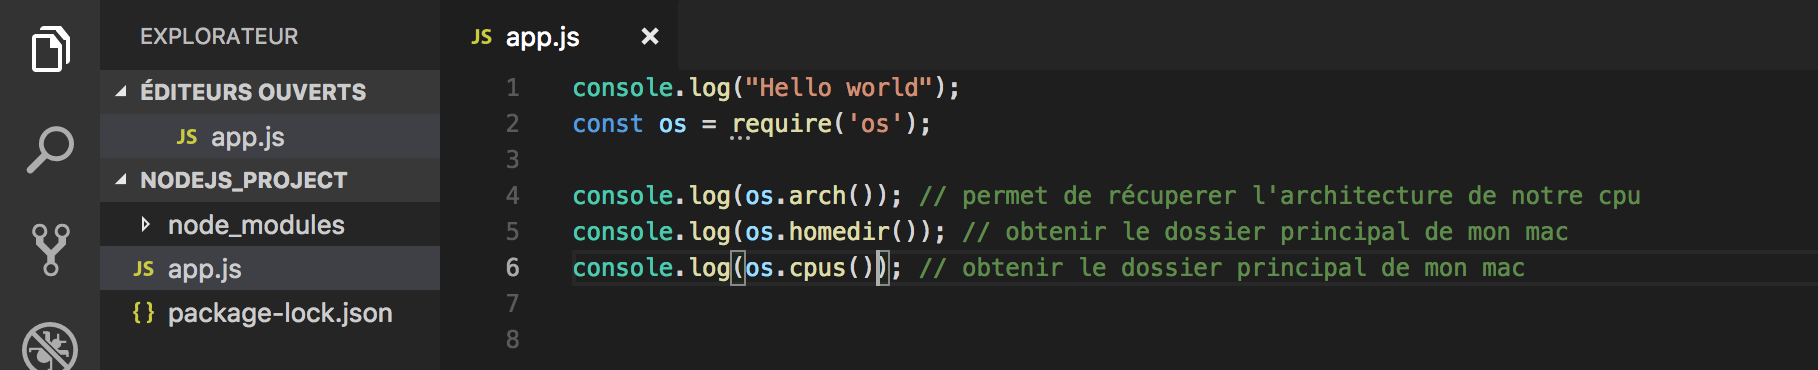 EXPLORATEUR
ÉDITEURS OUVERTS
JS app.js
NODEJS_PROJECT
node_modules
JS app.js
{} package-lock.json
JS app.js ×
1 console.log("Hello world");
2 const os = require('os');
3
4 console.log(os.arch()); // permet de récuperer l'architecture de notre cpu
5 console.log(os.homedir()); // obtenir le dossier principal de mon mac
6 console.log(os.cpus()); // obtenir le dossier principal de mon mac
7
8